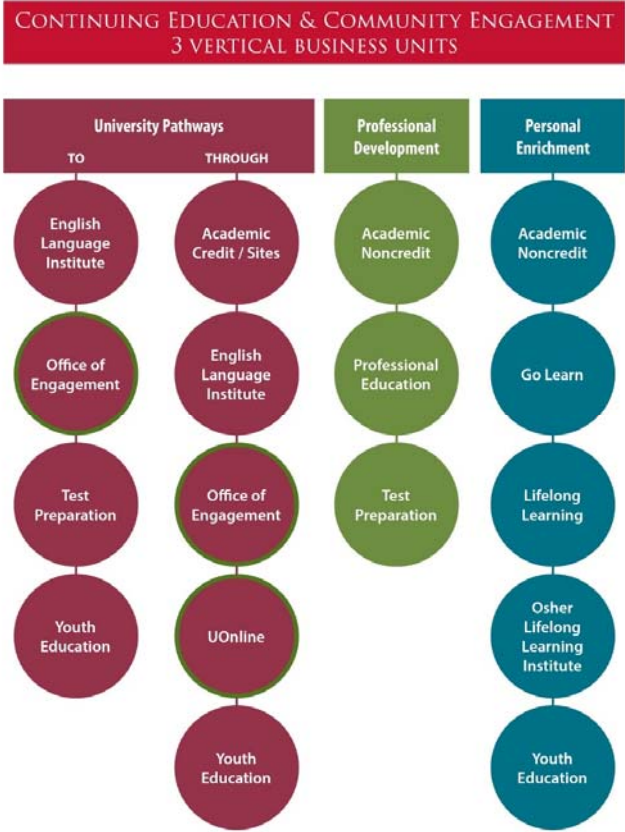 CONTINUING EDUCATION & COMMUNITY ENGAGEMENT
3 VERTICAL BUSINESS UNITS
University Pathways
TO
THROUGH
English
Language
Institute
Office of
Engagement
Test
Preparation
Youth
Education
Academic
Credit / Sites
English
Language
Institute
Office of
Engagement
UOnline
Youth
Education
Professional
Development
Academic
Noncredit
Professional
Education
Test
Preparation
Personal
Enrichment
Academic
Noncredit
Go Learn
Lifelong
Learning
Osher
Lifelong
Learning
Institute
Youth
Education